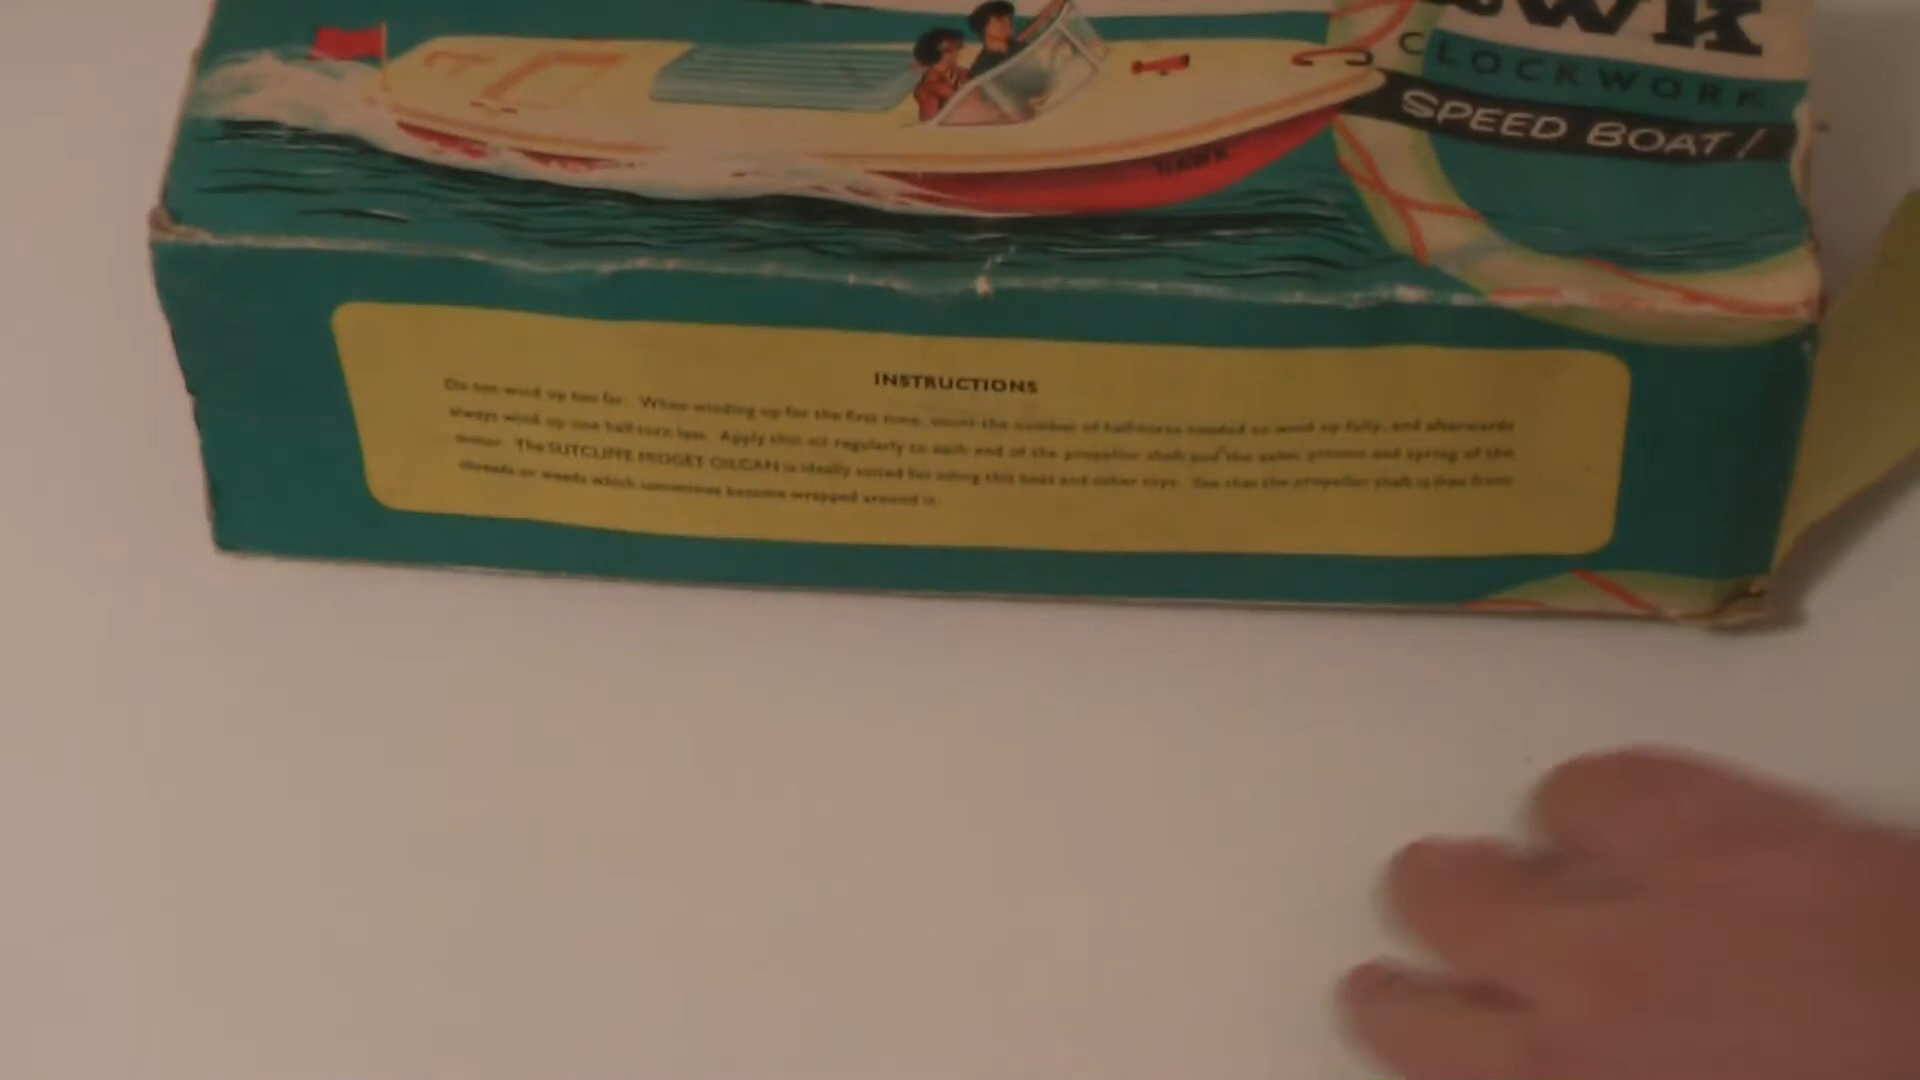 AWK
CLOCKWORK
SPEED BOAT!
HAWK
INSTRUCTIONS
Do not wind up too far. When winding up for the first time, count the number of half-turns needed to wind up fully, and afterwards
always wind up one half-turn less. Apply thin oil regularly to each end of the propeller shaft and the axles, pinions and spring of the
motor. The SUTCLIFFE MIDGET OILCAN is ideally suited for oiling this boat and other toys. See that the propeller shaft is free from
threads or weeds which sometimes become wrapped around it.